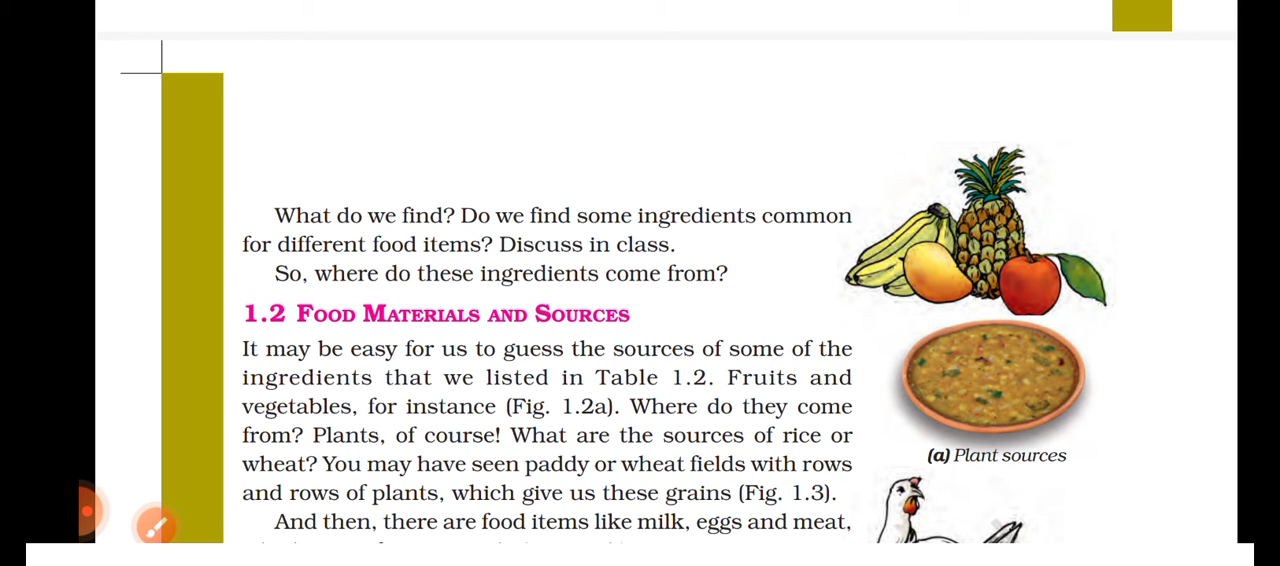 What do we find? Do we find some ingredients common
for different food items? Discuss in class.
So, where do these ingredients come from?
1.2 FOOD MATERIALS AND SOURCES
It may be easy for us to guess the sources of some of the
ingredients that we listed in Table 1.2. Fruits and
vegetables, for instance (Fig. 1.2a). Where do they come
from? Plants, of course! What are the sources of rice or
wheat? You may have seen paddy or wheat fields with rows
and rows of plants, which give us these grains (Fig. 1.3).
And then, there are food items like milk, eggs and meat,
(a) Plant sources